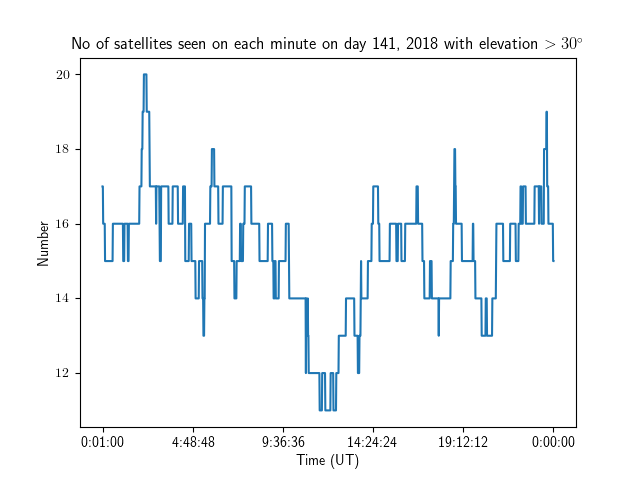 No of satellites seen on each minute on day 141, 2018 with elevation > 30°
20
18
16
14
12
Number
0:01:00 4:48:48 9:36:36 14:24:24 19:12:12 0:00:00
Time (UT)